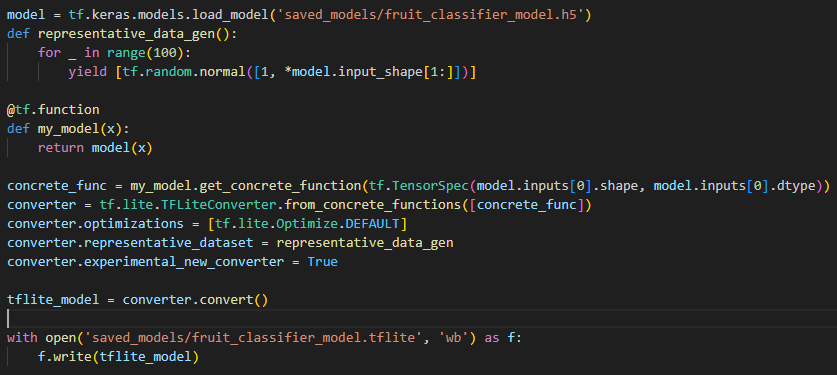 model = tf.keras.models.load_model('saved_models/fruit_classifier_model.h5')
def representative_data_gen():
    for _ in range(100):
        yield [tf.random.normal([1, *model.input_shape[1:]])]

@tf.function
def my_model(x):
    return model(x)

concrete_func = my_model.get_concrete_function(tf.TensorSpec(model.inputs[0].shape, model.inputs[0].dtype))
converter = tf.lite.TFLiteConverter.from_concrete_functions([concrete_func])
converter.optimizations = [tf.lite.Optimize.DEFAULT]
converter.representative_dataset = representative_data_gen
converter.experimental_new_converter = True

tflite_model = converter.convert()

with open('saved_models/fruit_classifier_model.tflite', 'wb') as f:
    f.write(tflite_model)